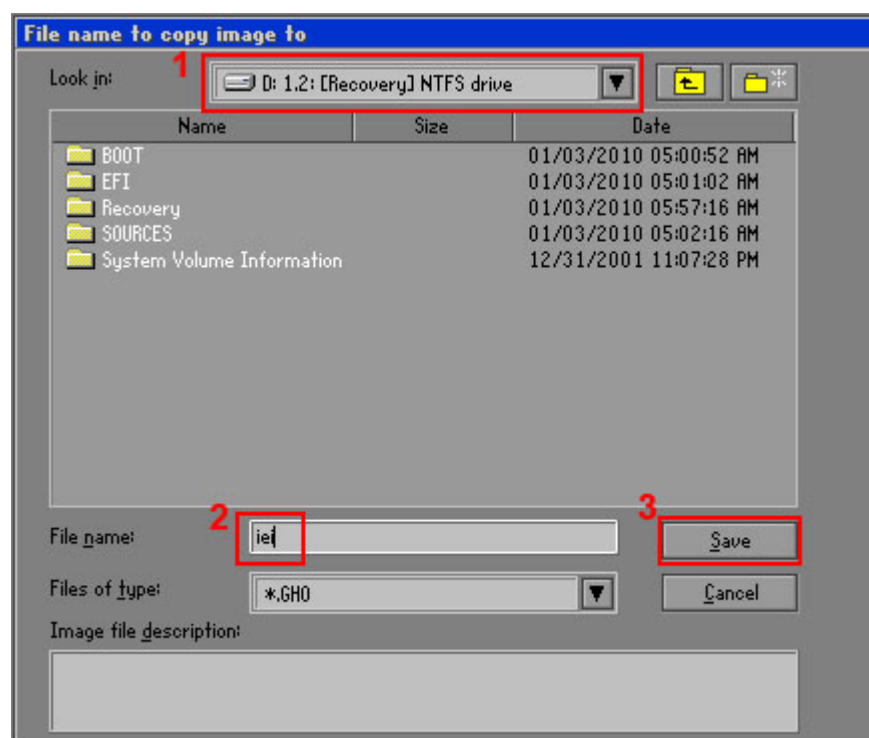 File name to copy image to
1
Look in: D: 1.2: [Recovery] NTFS drive
Name Size Date
BOOT 01/03/2010 05:00:52 AM
EFI 01/03/2010 05:01:02 AM
Recovery 01/03/2010 05:57:16 AM
SOURCES 01/03/2010 05:02:16 AM
System Volume Information 12/31/2001 11:07:28 PM
2 3
File name: iei Save
Files of type: *.GHO Cancel
Image file description: